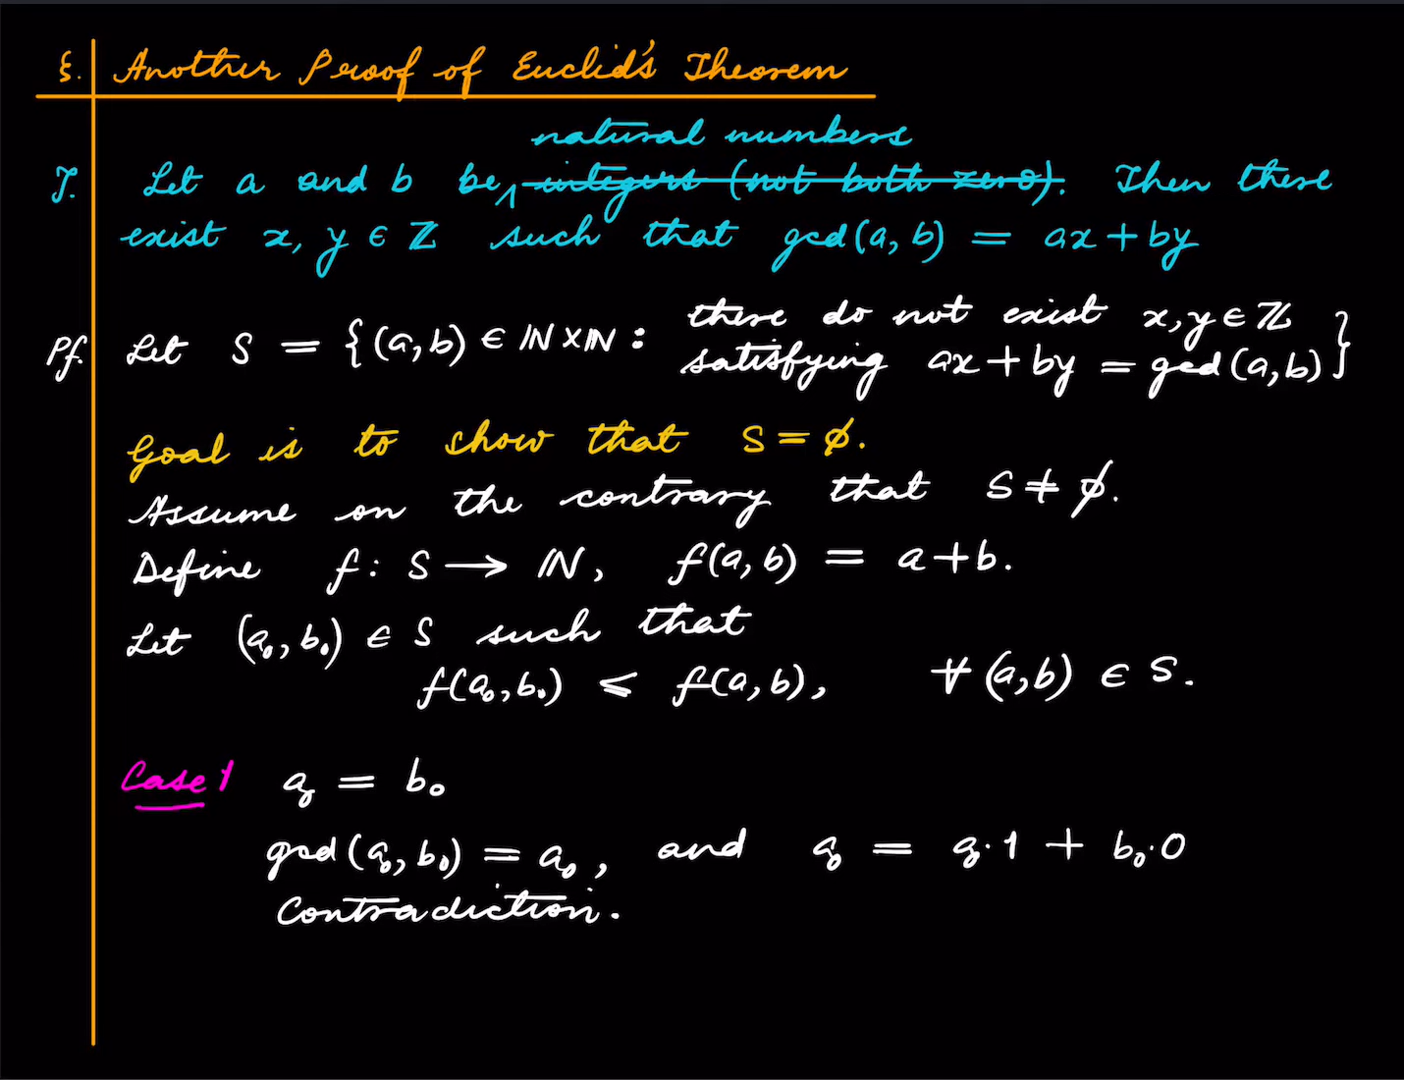 §. Another Proof of Euclid's Theorem
natural numbers
T. Let a and b be ^ integers (not both zero). Then there
exist x, y ∈ ℤ such that gcd(a, b) = ax + by
Pf. Let S = {(a, b) ∈ ℕ×ℕ : there do not exist x, y ∈ ℤ
satisfying ax + by = gcd(a, b)}
Goal is to show that S = ∅.
Assume on the contrary that S ≠ ∅.
Define f: S → ℕ, f(a, b) = a + b.
Let (a₀, b₀) ∈ S such that
f(a₀, b₀) ≤ f(a, b), ∀ (a, b) ∈ S.
Case 1 a₀ = b₀
gcd(a₀, b₀) = a₀, and a₀ = a₀·1 + b₀·0
Contradiction.